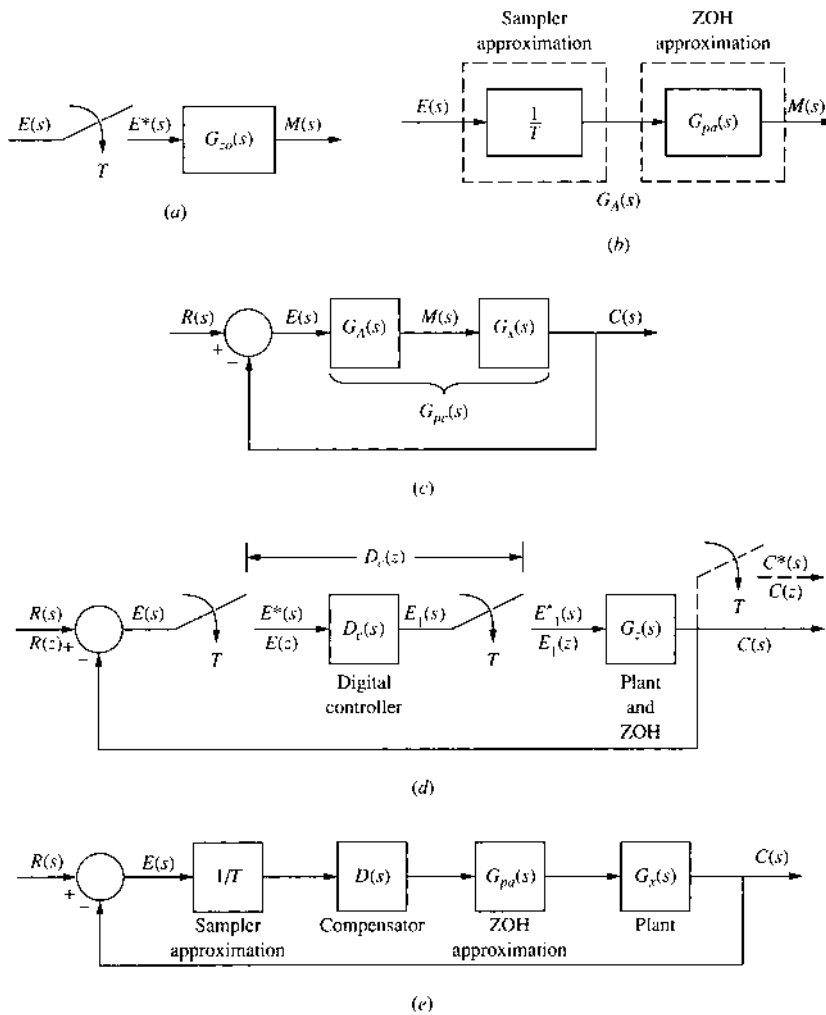 Sampler approximation
ZOH approximation
E(s)
E*(s)
G_zo(s)
M(s)
T
(a)
E(s)
1/T
G_pa(s)
M(s)
G_A(s)
(b)
R(s)
+
−
E(s)
G_A(s)
M(s)
G_x(s)
C(s)
G_pc(s)
(c)
D_c(z)
R(s)
R(z)
+
−
E(s)
T
E*(s)
E(z)
D_c(s)
Digital controller
E_1(s)
T
E*_1(s)
E_1(z)
G_z(s)
Plant and ZOH
T
C*(s)
C(z)
C(s)
(d)
R(s)
+
−
E(s)
1/T
Sampler approximation
D(s)
Compensator
G_pa(s)
ZOH approximation
G_x(s)
Plant
C(s)
(e)